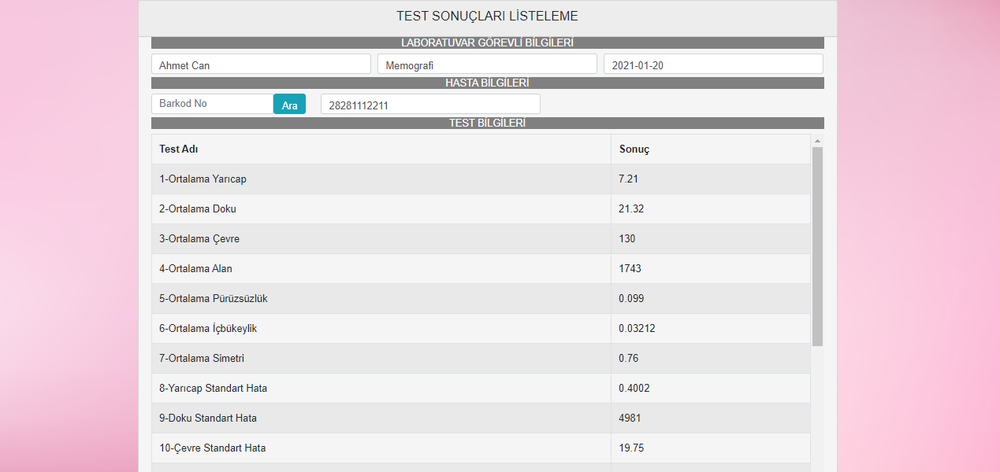 TEST SONUÇLARI LİSTELEME
LABORATUVAR GÖREVLİ BİLGİLERİ
Ahmet Can Memografi 2021-01-20
HASTA BİLGİLERİ
Barkod No Ara 28281112211
TEST BİLGİLERİ
Test Adı Sonuç
1-Ortalama Yarıcap 7.21
2-Ortalama Doku 21.32
3-Ortalama Çevre 130
4-Ortalama Alan 1743
5-Ortalama Pürüzsüzlük 0.099
6-Ortalama İçbükeylik 0.03212
7-Ortalama Simetri 0.76
8-Yarıcap Standart Hata 0.4002
9-Doku Standart Hata 4981
10-Çevre Standart Hata 19.75